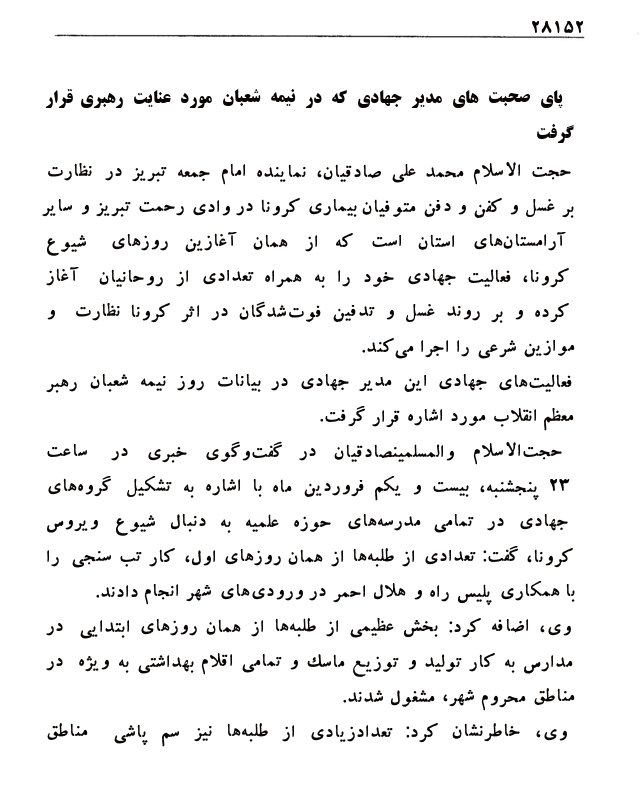 ۲۸۱۵۲
پای صحبت های مدیر جهادی که در نیمه شعبان مورد عنایت رهبری قرار
گرفت
حجت الاسلام محمد علی صادقیان، نماینده امام جمعه تبریز در نظارت
بر غسل و کفن و دفن متوفیان بیماری کرونا در وادی رحمت تبریز و سایر
آرامستان‌های استان است که از همان آغازین روزهای شیوع
کرونا، فعالیت جهادی خود را به همراه تعدادی از روحانیان آغاز
کرده و بر روند غسل و تدفین فوت‌شدگان در اثر کرونا نظارت و
موازین شرعی را اجرا می‌کند.
فعالیت‌های جهادی این مدیر جهادی در بیانات روز نیمه شعبان رهبر
معظم انقلاب مورد اشاره قرار گرفت.
حجت‌الاسلام والمسلمینصادقیان در گفت‌وگوی خبری در ساعت
۲۳ پنجشنبه، بیست و یکم فروردین ماه با اشاره به تشکیل گروه‌های
جهادی در تمامی مدرسه‌های حوزه علمیه به دنبال شیوع ویروس
کرونا، گفت: تعدادی از طلبه‌ها از همان روزهای اول، کار تب سنجی را
با همکاری پلیس راه و هلال احمر در ورودی‌های شهر انجام دادند.
وی، اضافه کرد: بخش عظیمی از طلبه‌ها از همان روزهای ابتدایی در
مدارس به کار تولید و توزیع ماسک و تمامی اقلام بهداشتی به ویژه در
مناطق محروم شهر، مشغول شدند.
وی، خاطرنشان کرد: تعدادزیادی از طلبه‌ها نیز سم پاشی مناطق